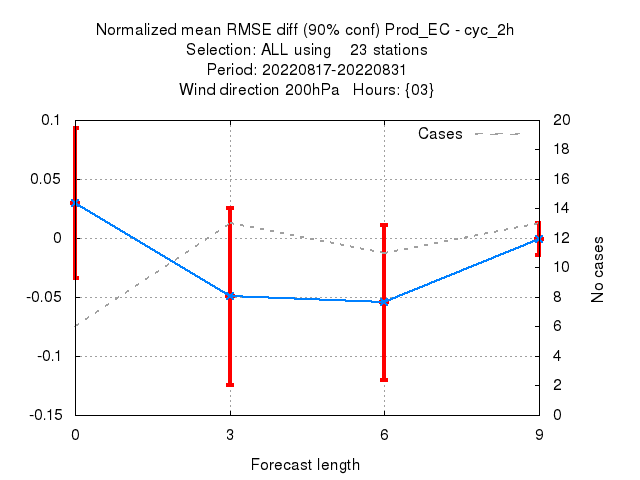 Normalized mean RMSE diff (90% conf) Prod_EC - cyc_2h
Selection: ALL using    23 stations
Period: 20220817-20220831
Wind direction 200hPa   Hours: {03}
Cases
0.1
0.05
0
-0.05
-0.1
-0.15
20
18
16
14
12
10
8
6
4
2
0
No cases
0 3 6 9
Forecast length